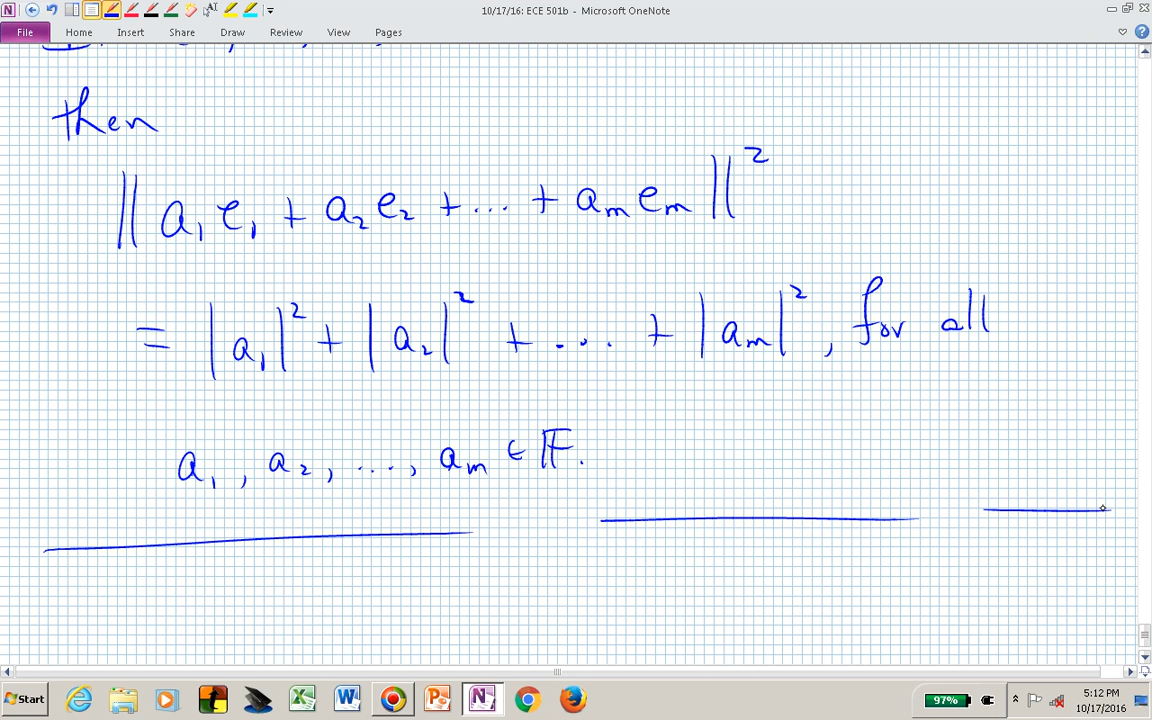 10/17/16: ECE 501b - Microsoft OneNote
File Home Insert Share Draw Review View Pages
then
|| a₁e₁ + a₂e₂ + ... + aₘeₘ ||²
= |a₁|² + |a₂|² + ... + |aₘ|² , for all
a₁, a₂, ..., aₘ ∈ 𝔽.
Start
97%
5:12 PM
10/17/2016